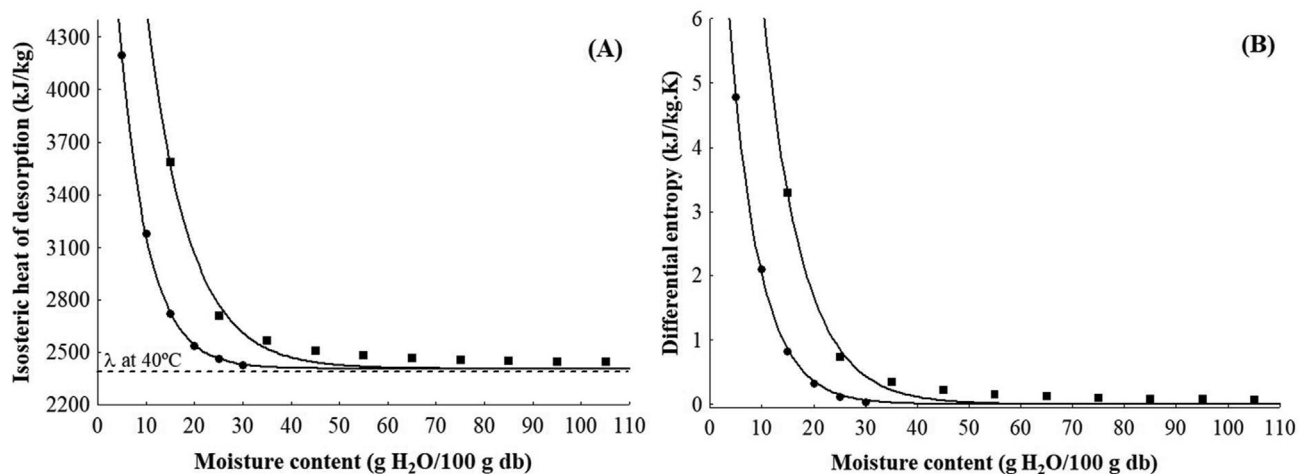 (A)
Isosteric heat of desorption (kJ/kg)
4300
4000
3700
3400
3100
2800
2500
2200
λ at 40ºC
0 10 20 30 40 50 60 70 80 90 100 110
Moisture content (g H₂O/100 g db)
(B)
Differential entropy (kJ/kg.K)
6
5
4
3
2
1
0
0 10 20 30 40 50 60 70 80 90 100 110
Moisture content (g H₂O/100 g db)